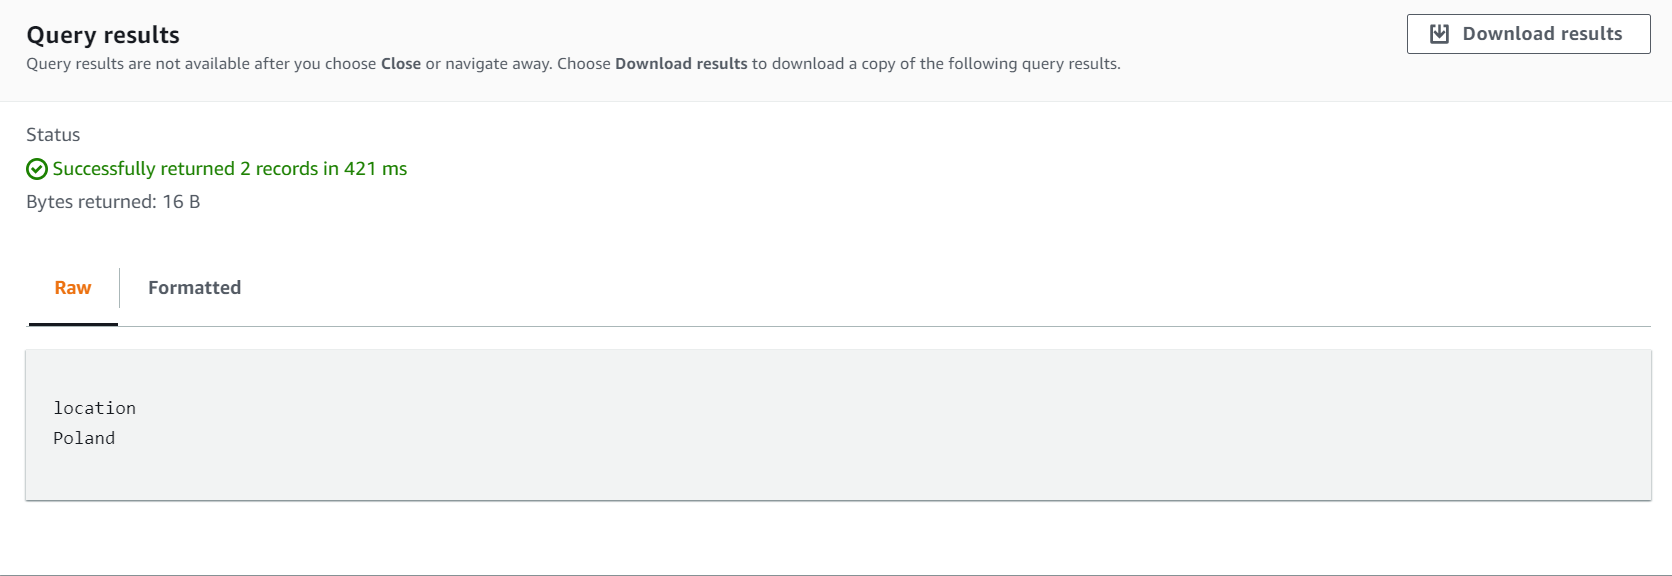 Query results
Download results
Query results are not available after you choose Close or navigate away. Choose Download results to download a copy of the following query results.
Status
Successfully returned 2 records in 421 ms
Bytes returned: 16 B
Raw
Formatted
location
Poland